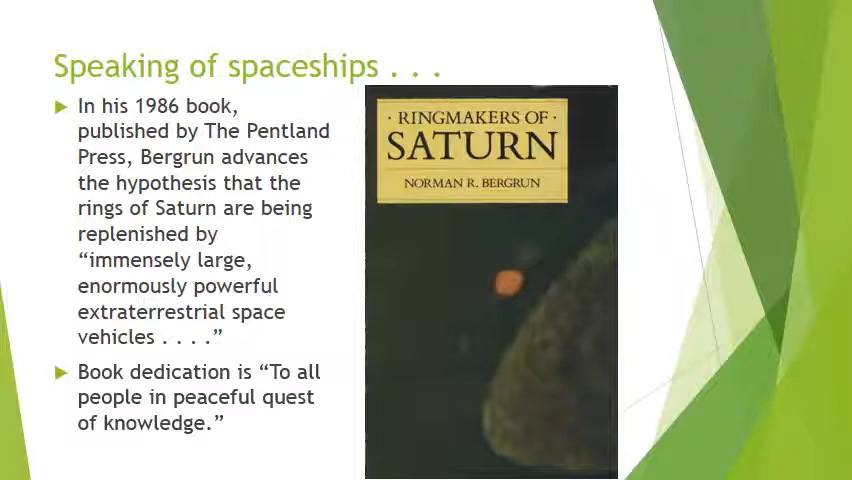 Speaking of spaceships . . .
In his 1986 book,
published by The Pentland
Press, Bergrun advances
the hypothesis that the
rings of Saturn are being
replenished by
“immensely large,
enormously powerful
extraterrestrial space
vehicles . . . .”
Book dedication is “To all
people in peaceful quest
of knowledge.”
· RINGMAKERS OF ·
SATURN
NORMAN R. BERGRUN